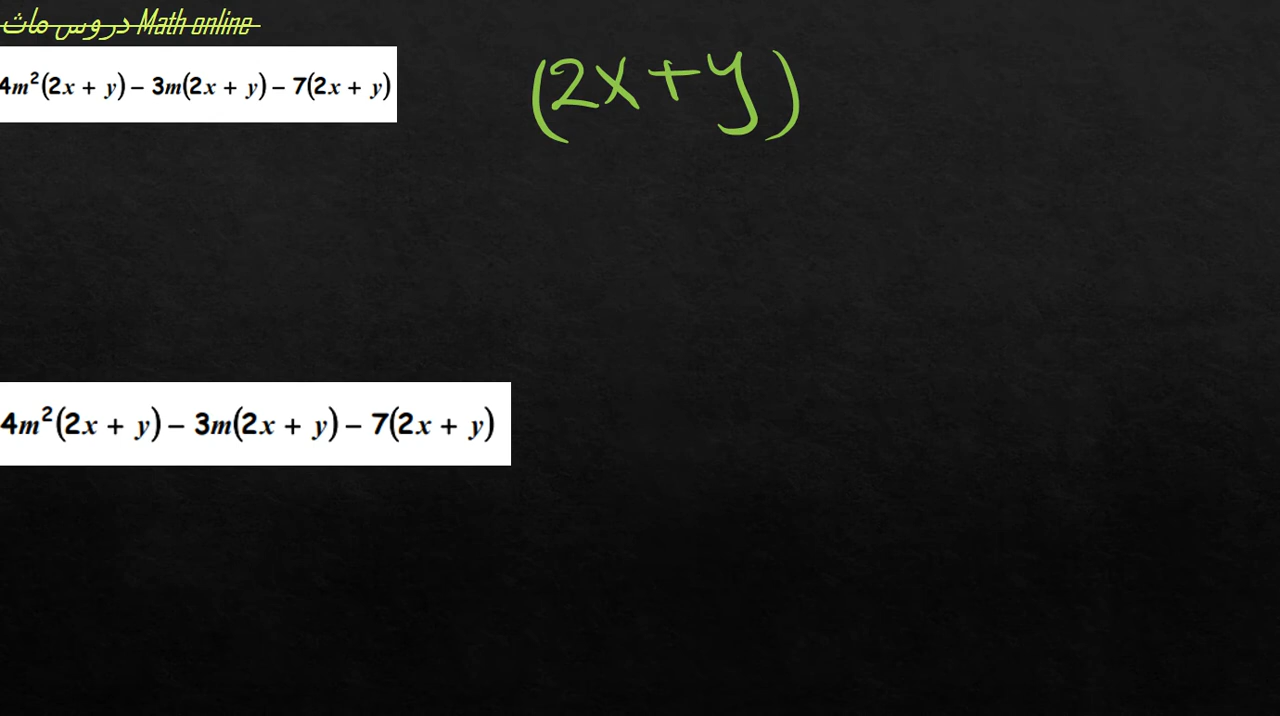 دروس ماث Math online
4m²(2x + y) – 3m(2x + y) – 7(2x + y)
(2x+y)
4m²(2x + y) – 3m(2x + y) – 7(2x + y)